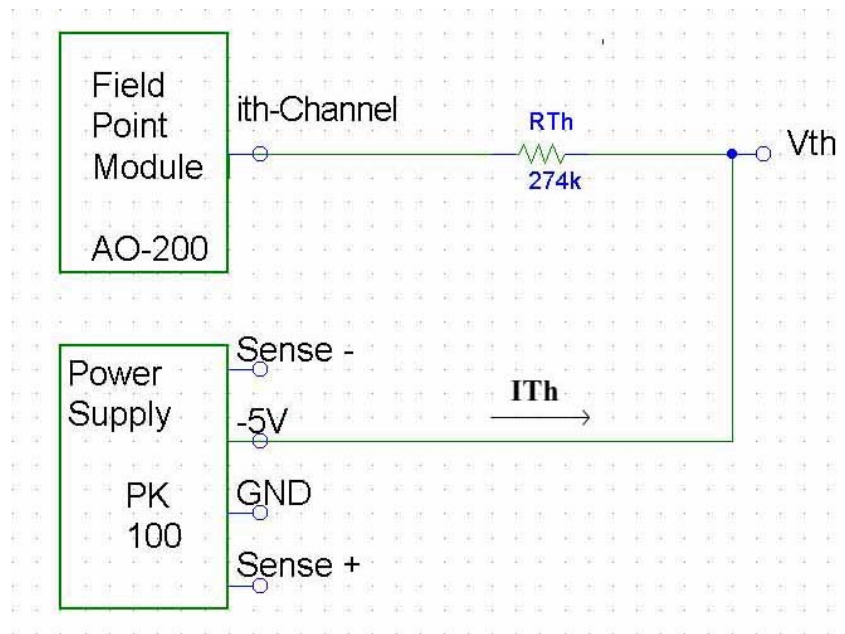 Field
Point
Module
AO-200
ith-Channel
RTh
274k
Vth
Power
Supply
PK
100
Sense -
-5V
GND
Sense +
ITh